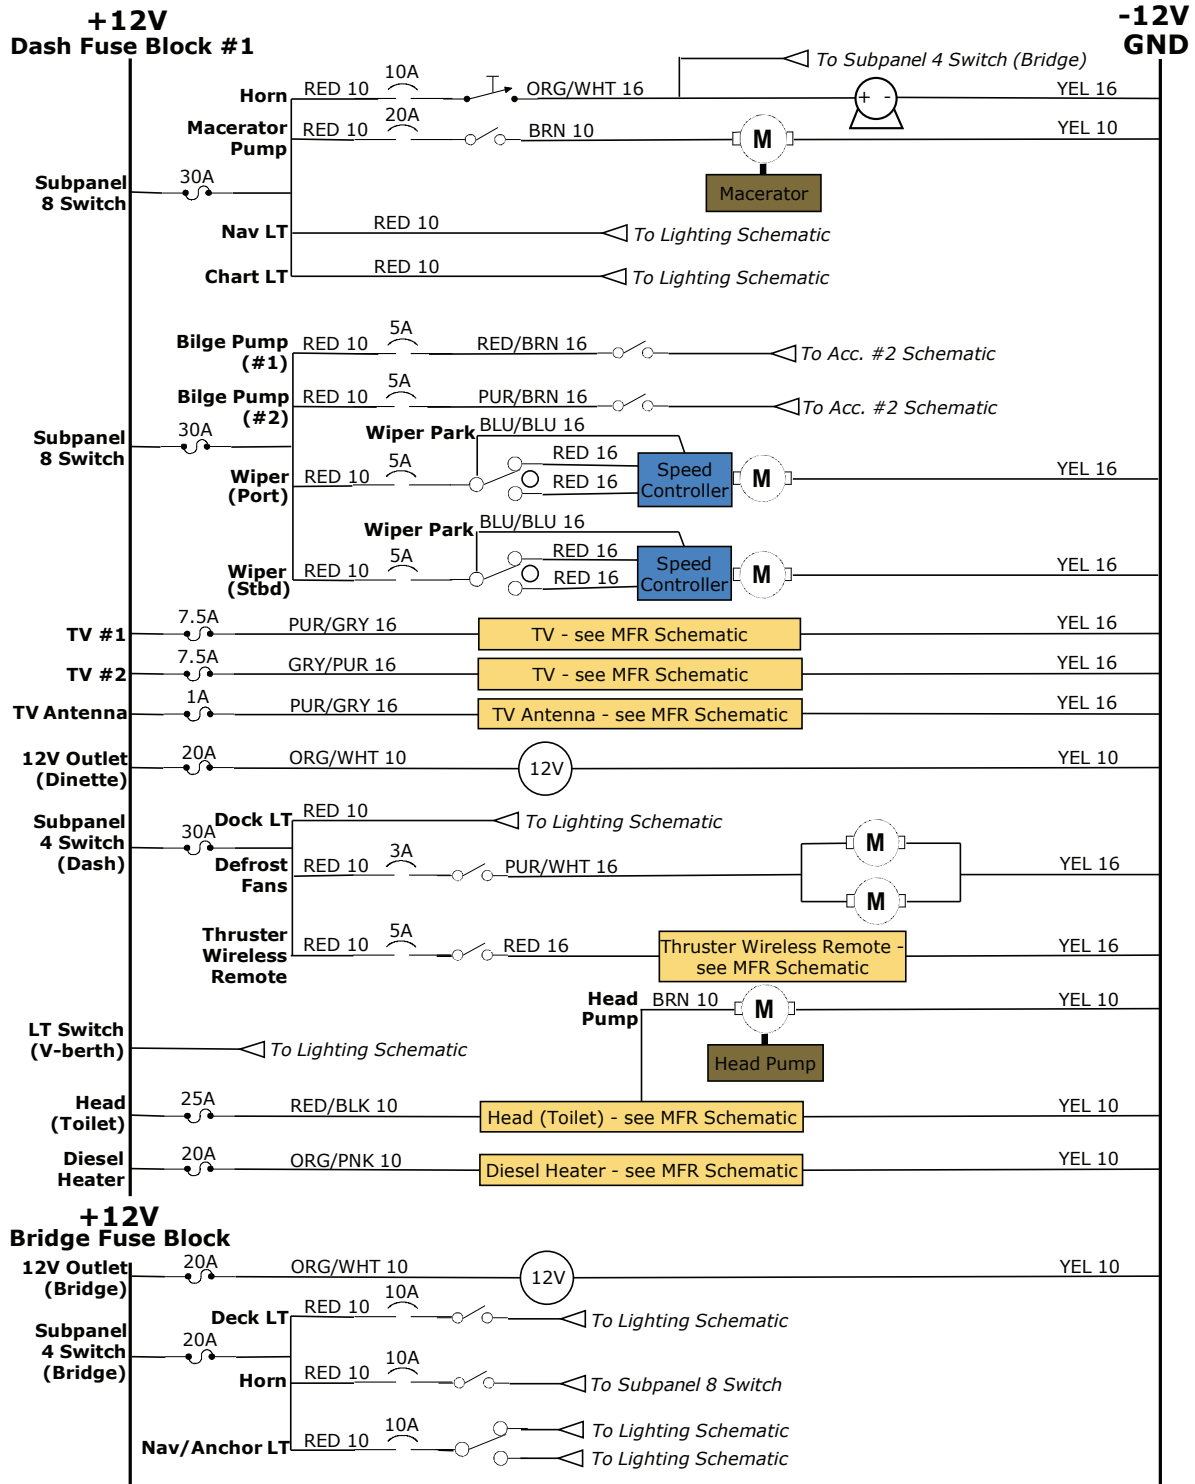 +12V
Dash Fuse Block #1
-12V
GND
To Subpanel 4 Switch (Bridge)
Horn
RED 10
10A
ORG/WHT 16
+ -
YEL 16
Macerator
Pump
RED 10
20A
BRN 10
M
YEL 10
Macerator
Subpanel
8 Switch
30A
Nav LT
RED 10
To Lighting Schematic
Chart LT
RED 10
To Lighting Schematic
Bilge Pump
(#1)
RED 10
5A
RED/BRN 16
To Acc. #2 Schematic
Bilge Pump
(#2)
RED 10
5A
PUR/BRN 16
To Acc. #2 Schematic
Subpanel
8 Switch
30A
Wiper Park
BLU/BLU 16
Wiper
(Port)
RED 10
5A
RED 16
RED 16
Speed
Controller
M
YEL 16
Wiper Park
BLU/BLU 16
Wiper
(Stbd)
RED 10
5A
RED 16
RED 16
Speed
Controller
M
YEL 16
TV #1
7.5A
PUR/GRY 16
TV - see MFR Schematic
YEL 16
TV #2
7.5A
GRY/PUR 16
TV - see MFR Schematic
YEL 16
TV Antenna
1A
PUR/GRY 16
TV Antenna - see MFR Schematic
YEL 16
12V Outlet
(Dinette)
20A
ORG/WHT 10
12V
YEL 10
Subpanel
4 Switch
(Dash)
30A
Dock LT
RED 10
To Lighting Schematic
Defrost
Fans
RED 10
3A
PUR/WHT 16
M
M
YEL 16
Thruster
Wireless
Remote
RED 10
5A
RED 16
Thruster Wireless Remote -
see MFR Schematic
YEL 16
Head
Pump
BRN 10
M
YEL 10
Head Pump
LT Switch
(V-berth)
To Lighting Schematic
Head
(Toilet)
25A
RED/BLK 10
Head (Toilet) - see MFR Schematic
YEL 10
Diesel
Heater
20A
ORG/PNK 10
Diesel Heater - see MFR Schematic
YEL 10
+12V
Bridge Fuse Block
12V Outlet
(Bridge)
20A
ORG/WHT 10
12V
YEL 10
Subpanel
4 Switch
(Bridge)
20A
Deck LT
RED 10
10A
To Lighting Schematic
Horn
RED 10
10A
To Subpanel 8 Switch
Nav/Anchor LT
RED 10
10A
To Lighting Schematic
To Lighting Schematic